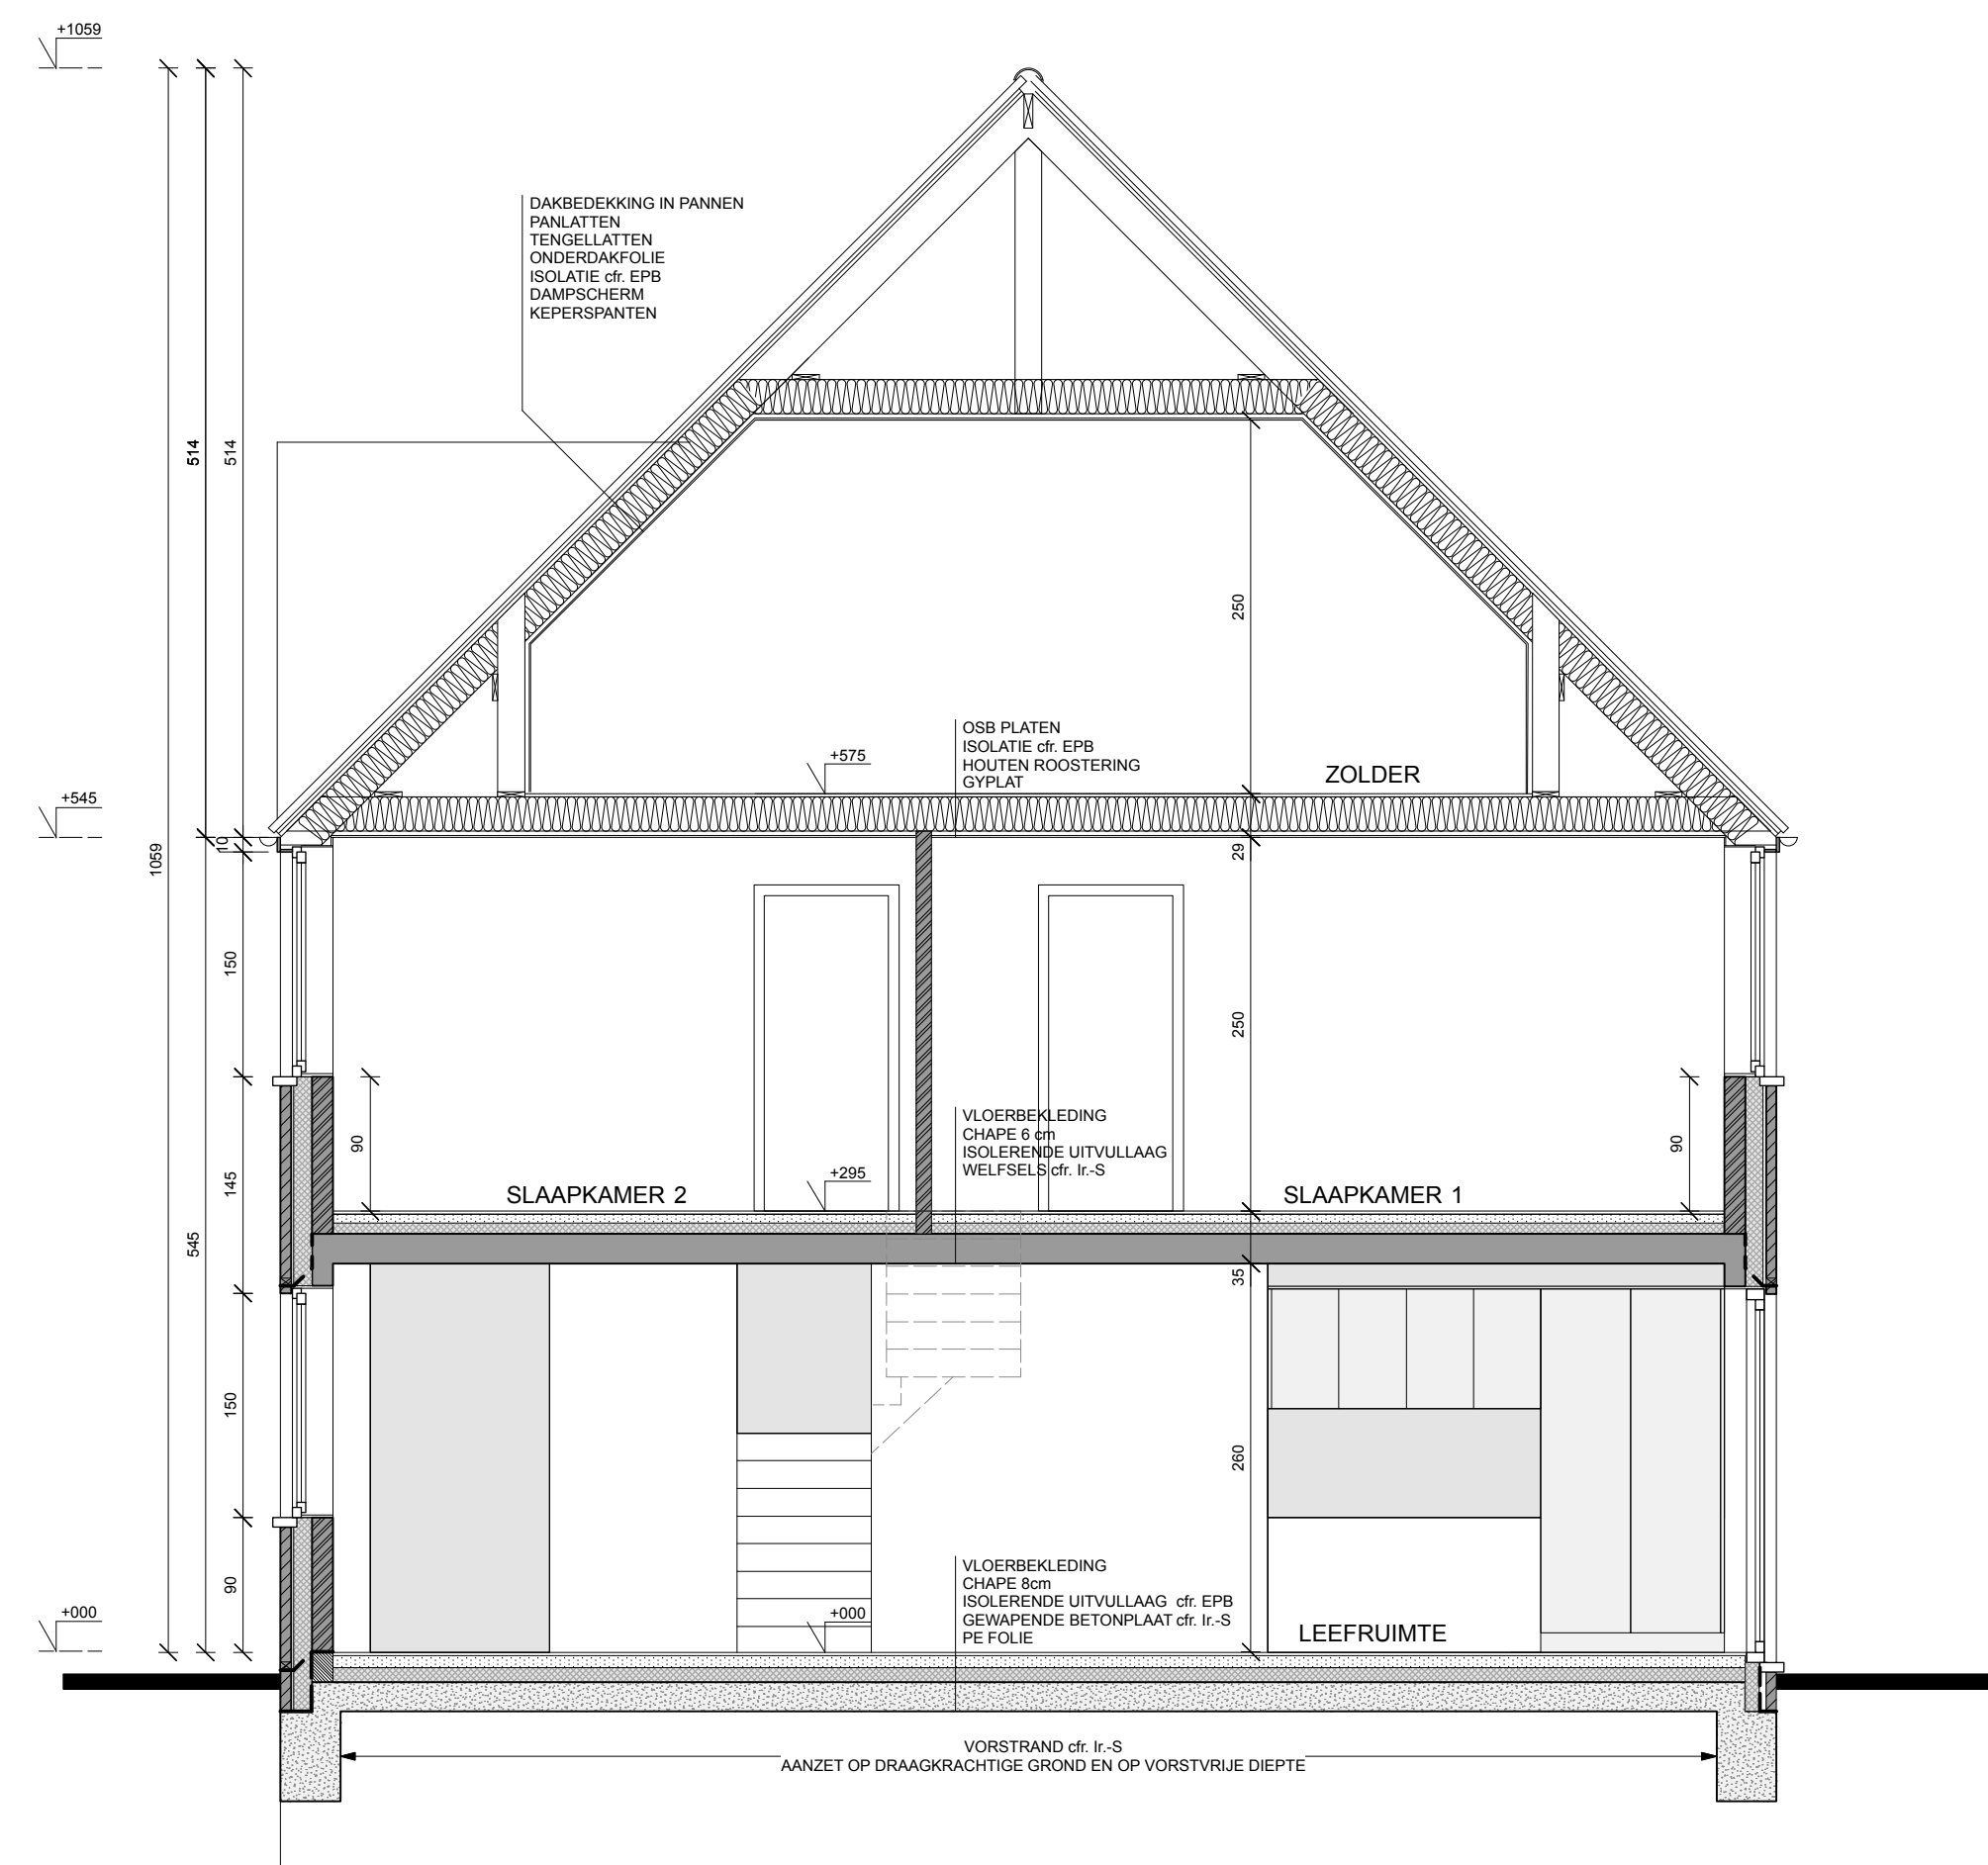 +1059
DAKBEDEKKING IN PANNEN
PANLATTEN
TENGELLATTEN
ONDERDAKFOLIE
ISOLATIE cfr. EPB
DAMPSCHERM
KEPERSPANTEN
514
514
250
OSB PLATEN
ISOLATIE cfr. EPB
HOUTEN ROOSTERING
GYPLAT
+575
ZOLDER
+545
10
1059
29
150
250
90
VLOERBEKLEDING
CHAPE 6 cm
ISOLERENDE UITVULLAAG
WELFSELS cfr. Ir.-S
90
145
+295
SLAAPKAMER 2
SLAAPKAMER 1
545
35
150
260
90
VLOERBEKLEDING
CHAPE 8cm
ISOLERENDE UITVULLAAG cfr. EPB
GEWAPENDE BETONPLAAT cfr. Ir.-S
PE FOLIE
+000
+000
LEEFRUIMTE
VORSTRAND cfr. Ir.-S
AANZET OP DRAAGKRACHTIGE GROND EN OP VORSTVRIJE DIEPTE